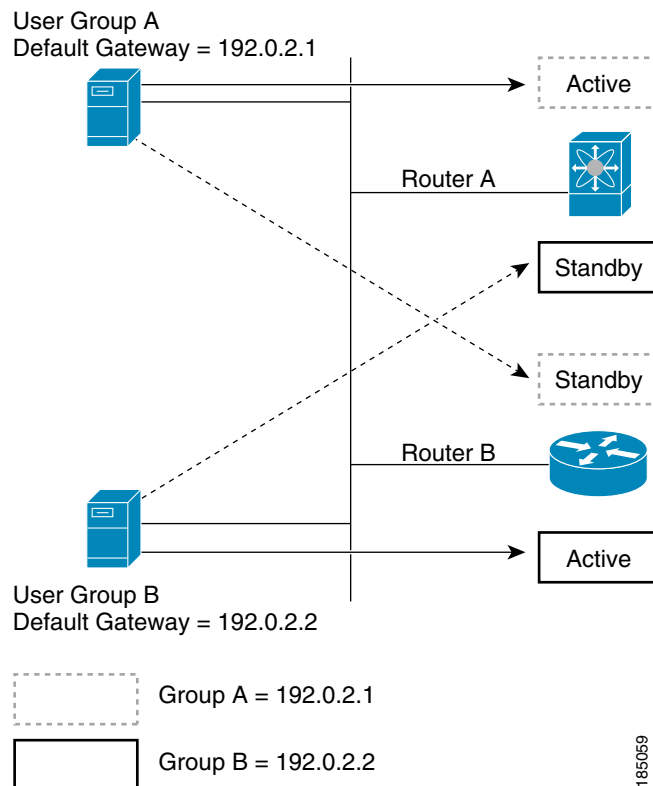 User Group A
Default Gateway = 192.0.2.1
Active
Router A
Standby
Standby
Router B
Active
User Group B
Default Gateway = 192.0.2.2
Group A = 192.0.2.1
Group B = 192.0.2.2
185059